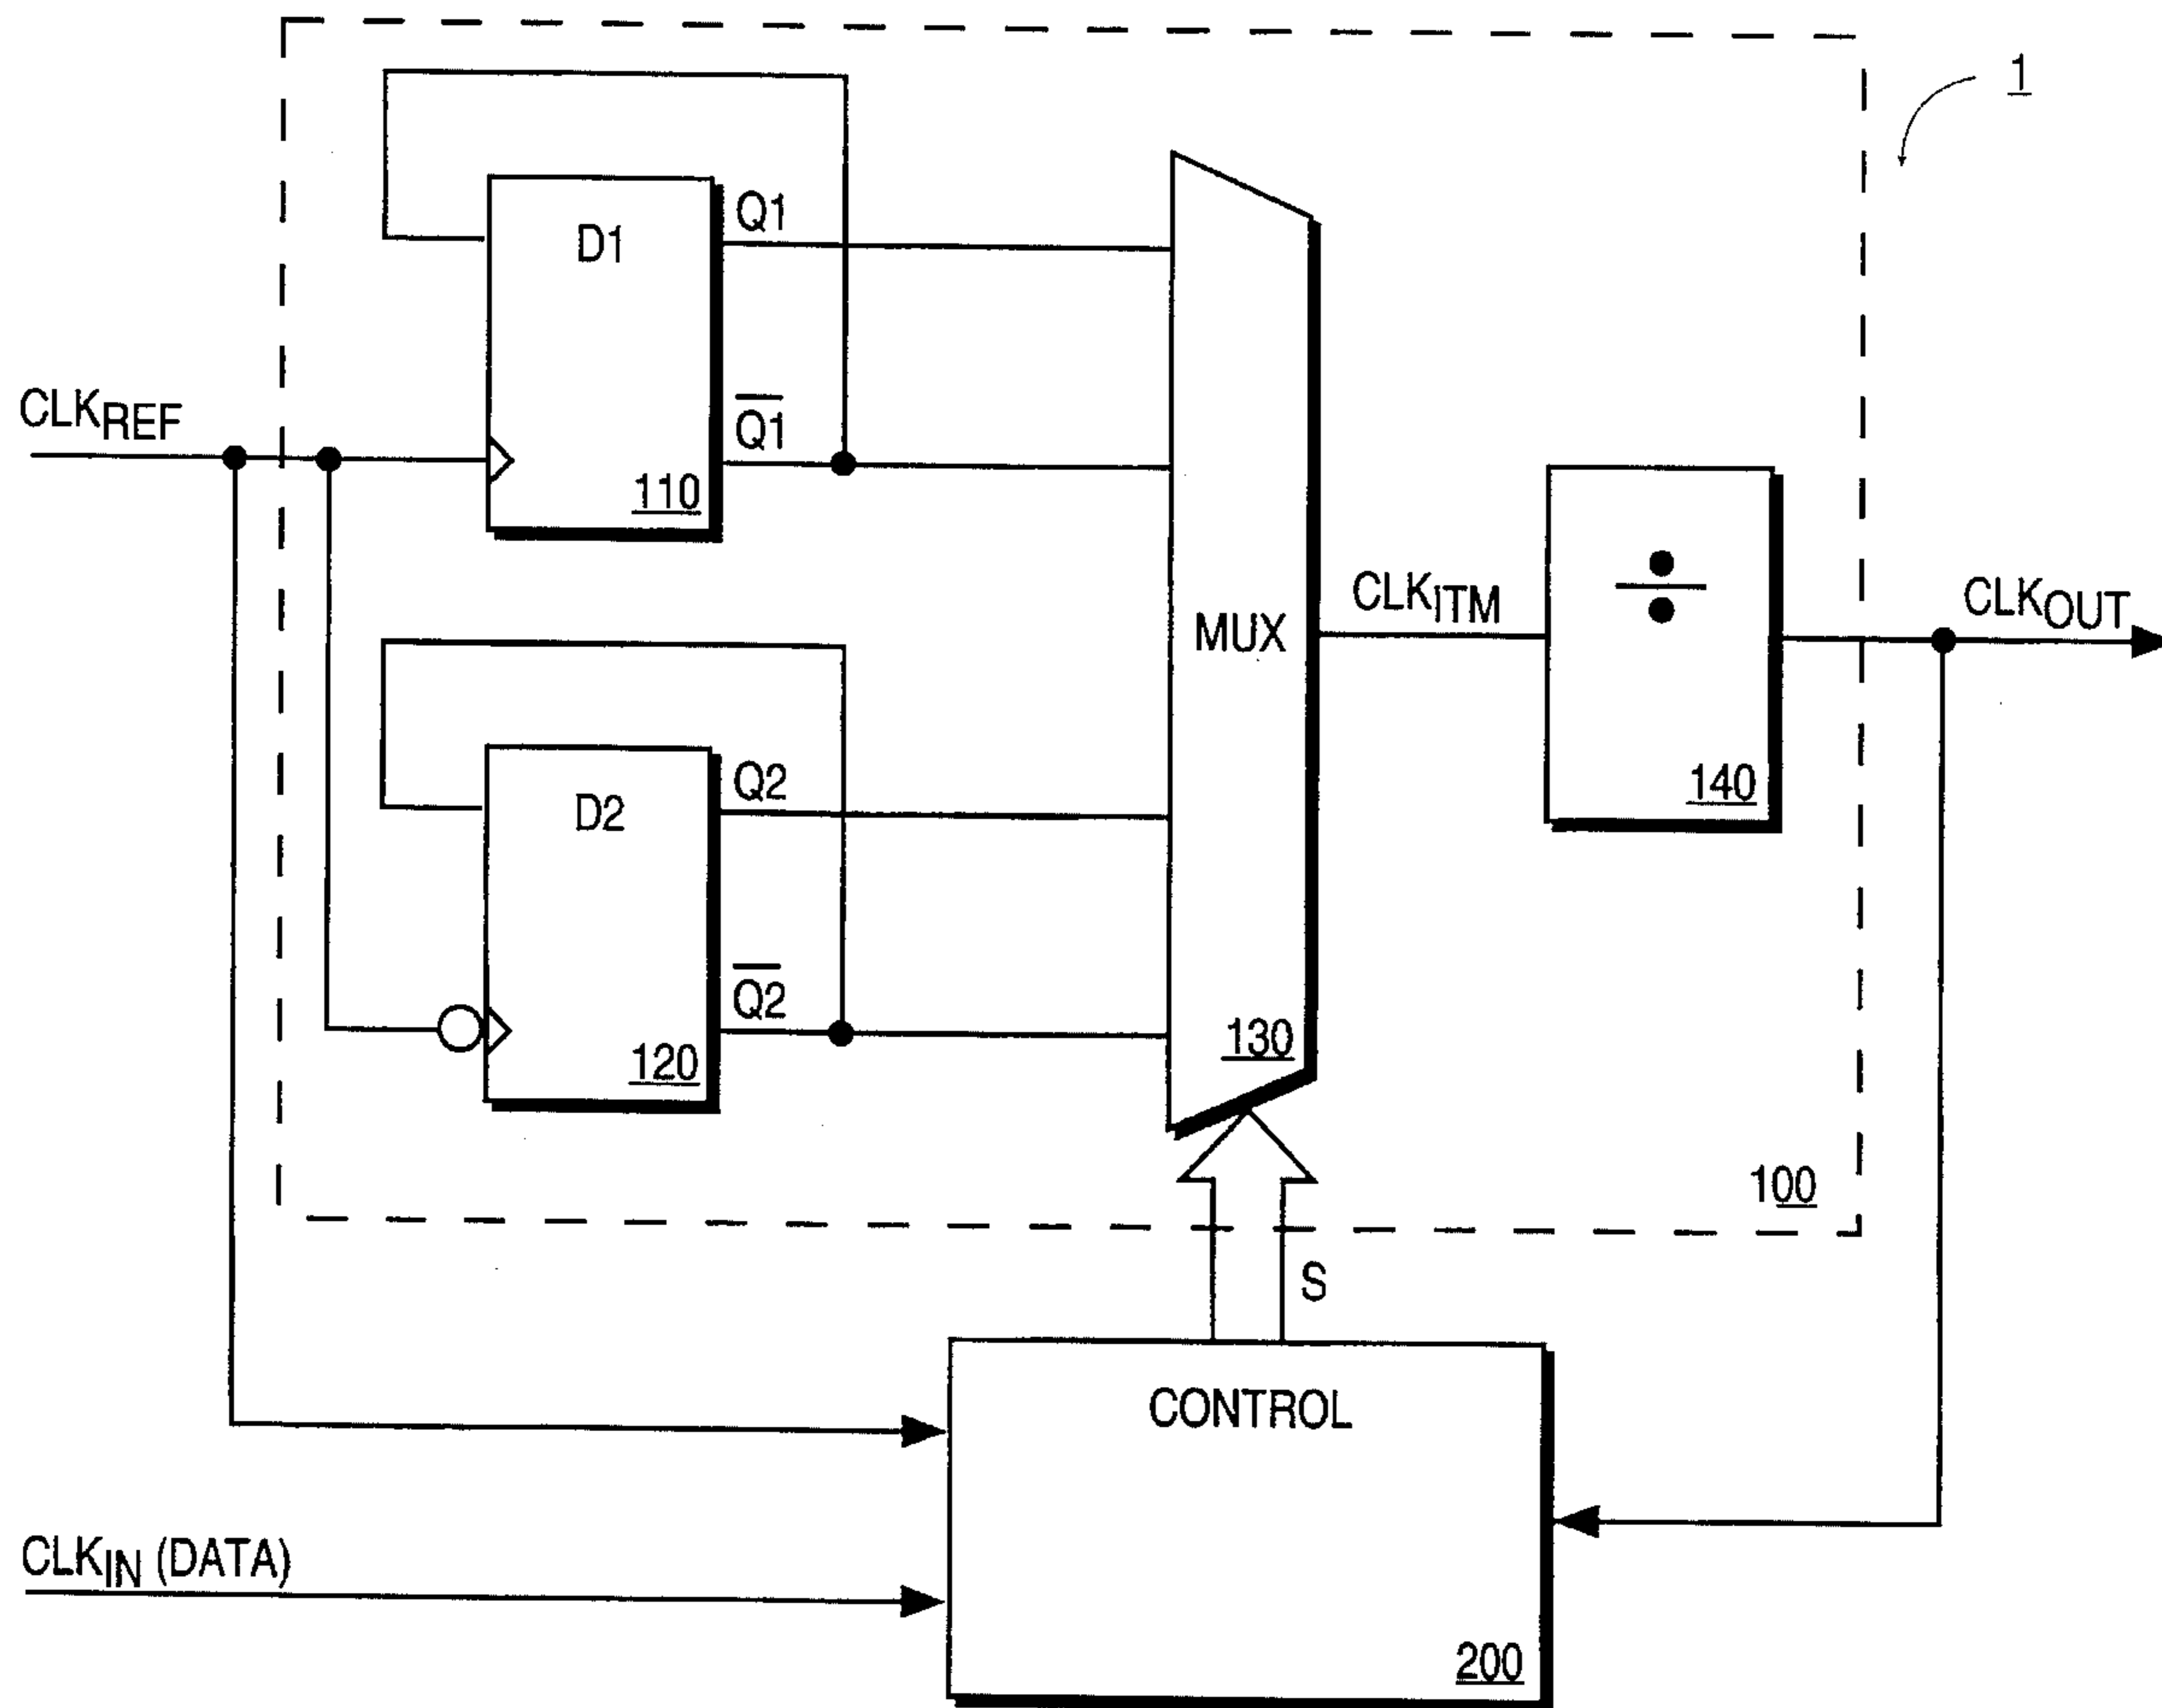 1
Q1
D1
CLKREF
Q1
110
CLKITM
CLKOUT
MUX
Q2
D2
140
Q2
130
120
100
S
CONTROL
CLKIN (DATA)
200